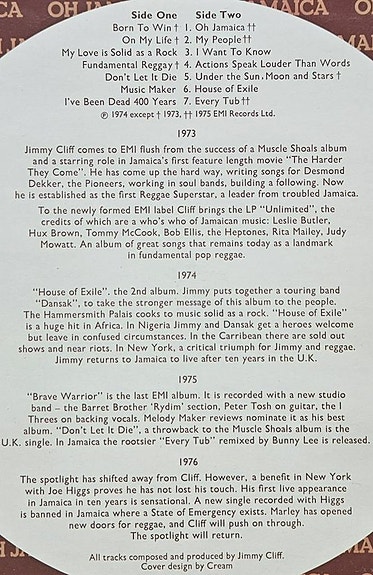 OH JAMAICA
Side One Side Two
Born To Win † 1. Oh Jamaica ††
On My Life † 2. My People ††
My Love is Solid as a Rock 3. I Want To Know
Fundamental Reggay † 4. Actions Speak Louder Than Words
Don't Let It Die 5. Under the Sun, Moon and Stars †
Music Maker 6. House of Exile
I've Been Dead 400 Years 7. Every Tub ††
℗ 1974 except † 1973, †† 1975 EMI Records Ltd.
1973
Jimmy Cliff comes to EMI flush from the success of a Muscle Shoals album
and a starring role in Jamaica's first feature length movie "The Harder
They Come". He has come up the hard way, writing songs for Desmond
Dekker, the Pioneers, working in soul bands, building a following. Now
he is established as the first Reggae Superstar, a leader from troubled Jamaica.
To the newly formed EMI label Cliff brings the LP "Unlimited", the
credits of which are a who's who of Jamaican music: Leslie Butler,
Hux Brown, Tommy McCook, Bob Ellis, the Heptones, Rita Mailey, Judy
Mowatt. An album of great songs that remains today as a landmark
in fundamental pop reggae.
1974
"House of Exile". the 2nd album. Jimmy puts together a touring band
"Dansak", to take the stronger message of this album to the people.
The Hammersmith Palais cooks to music solid as a rock. "House of Exile"
is a huge hit in Africa. In Nigeria Jimmy and Dansak get a heroes welcome
but leave in confused circumstances. In the Carribean there are sold out
shows and near riots. In New York, a critical triumph for Jimmy and reggae.
Jimmy returns to Jamaica to live after ten years in the U.K.
1975
"Brave Warrior" is the last EMI album. It is recorded with a new studio
band – the Barret Brother 'Rydim' section, Peter Tosh on guitar, the I
Threes on backing vocals. Melody Maker reviews nominate it as his best
album. "Don't Let It Die", a throwback to the Muscle Shoals album is the
U.K. single. In Jamaica the rootsier "Every Tub" remixed by Bunny Lee is released.
1976
The spotlight has shifted away from Cliff. However, a benefit in New York
with Joe Higgs proves he has not lost his touch. His first live appearance
in Jamaica in ten years is sensational. A new single recorded with Higgs
is banned in Jamaica where a State of Emergency exists. Marley has opened
new doors for reggae, and Cliff will push on through.
The spotlight will return.
All tracks composed and produced by Jimmy Cliff.
Cover design by Cream